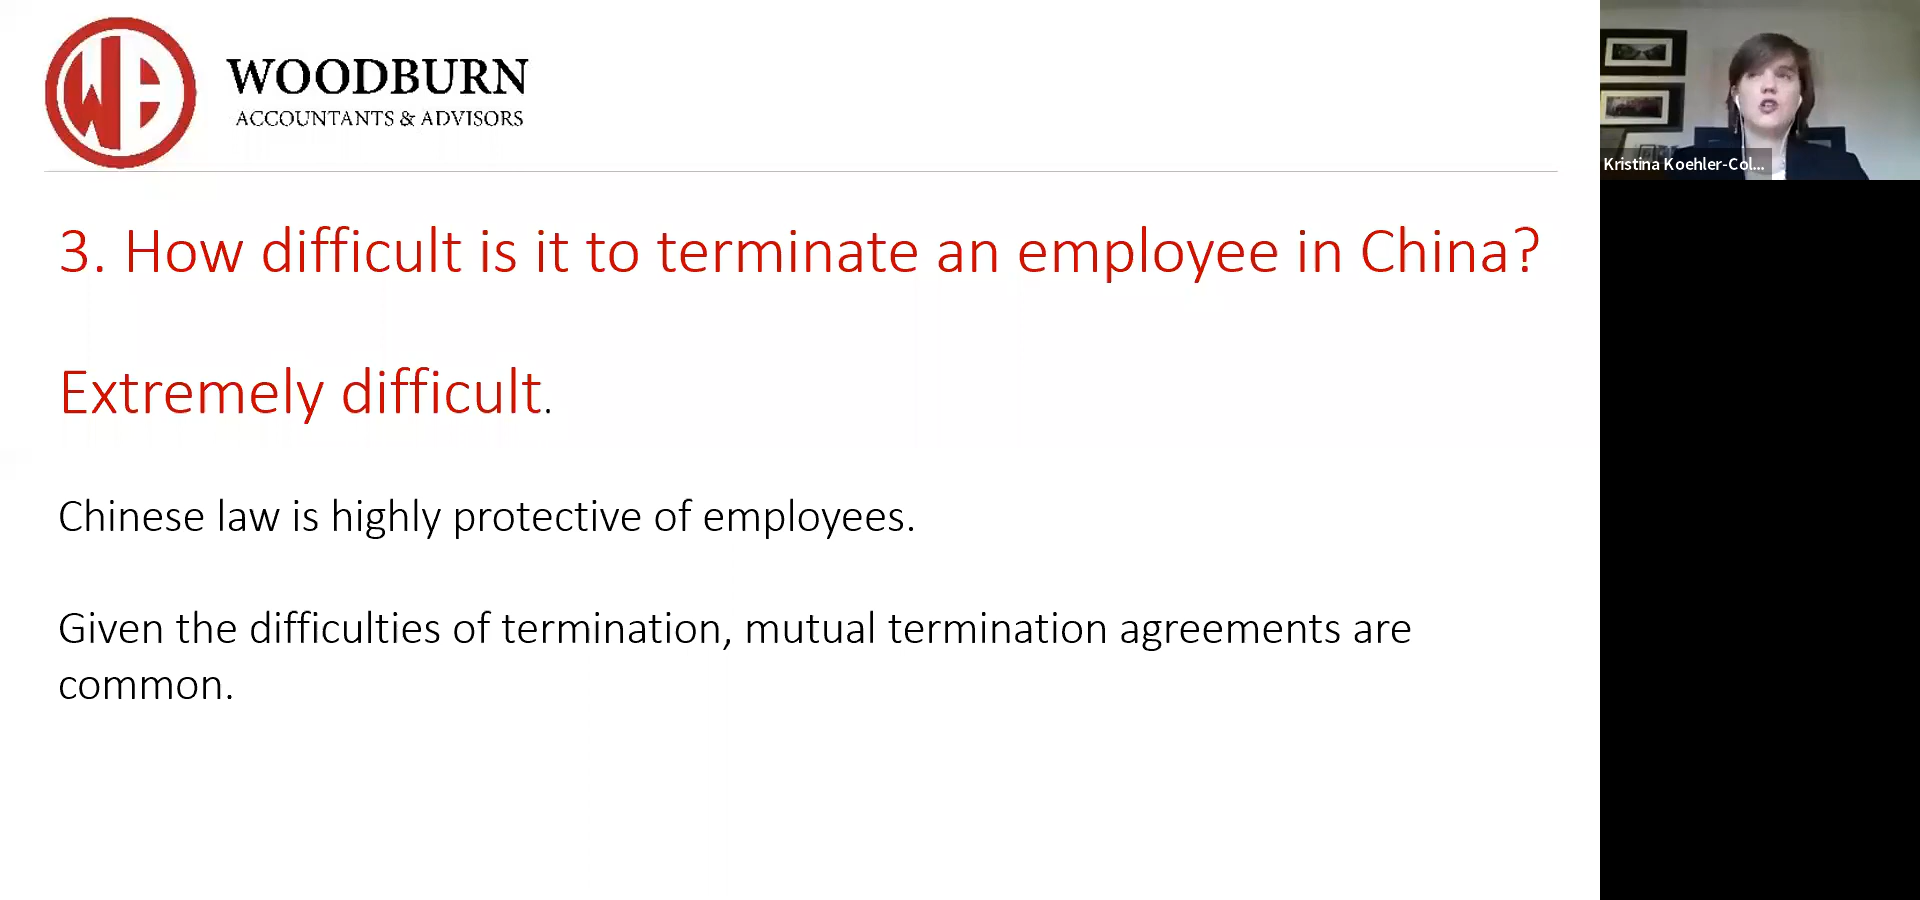 WOODBURN
ACCOUNTANTS & ADVISORS
3. How difficult is it to terminate an employee in China?
Extremely difficult.
Chinese law is highly protective of employees.
Given the difficulties of termination, mutual termination agreements are
common.
Kristina Koehler-Col...